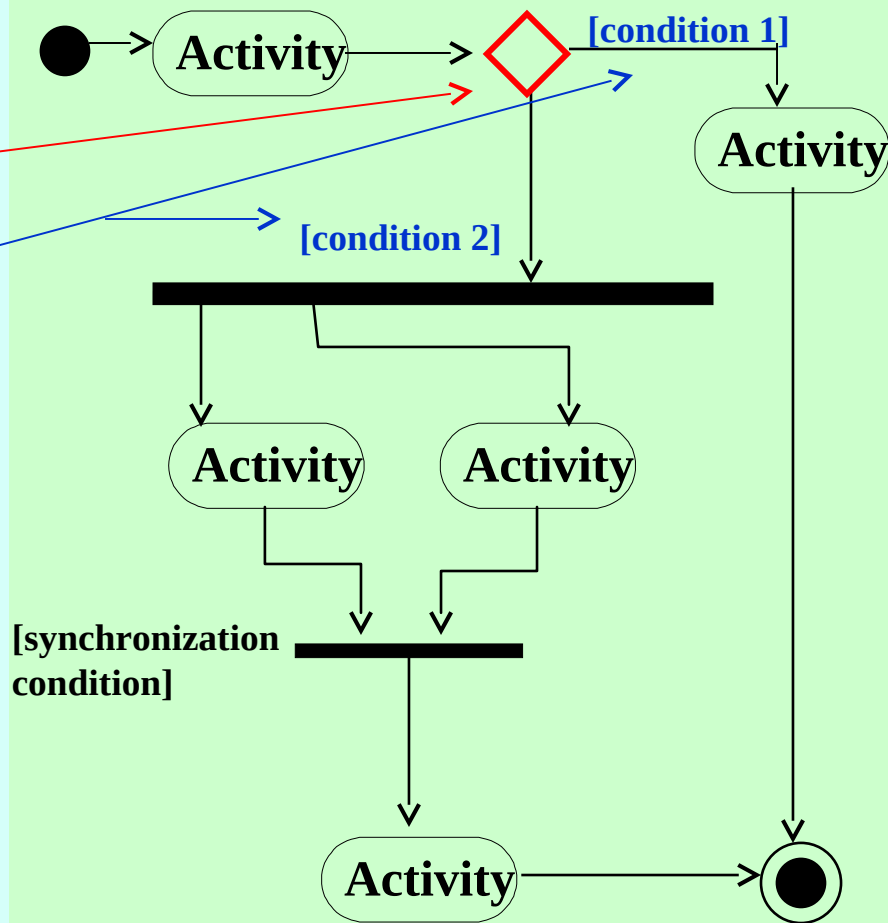 [condition 1]
Activity
Activity
[condition 2]
Activity
Activity
[synchronization
condition]
Activity